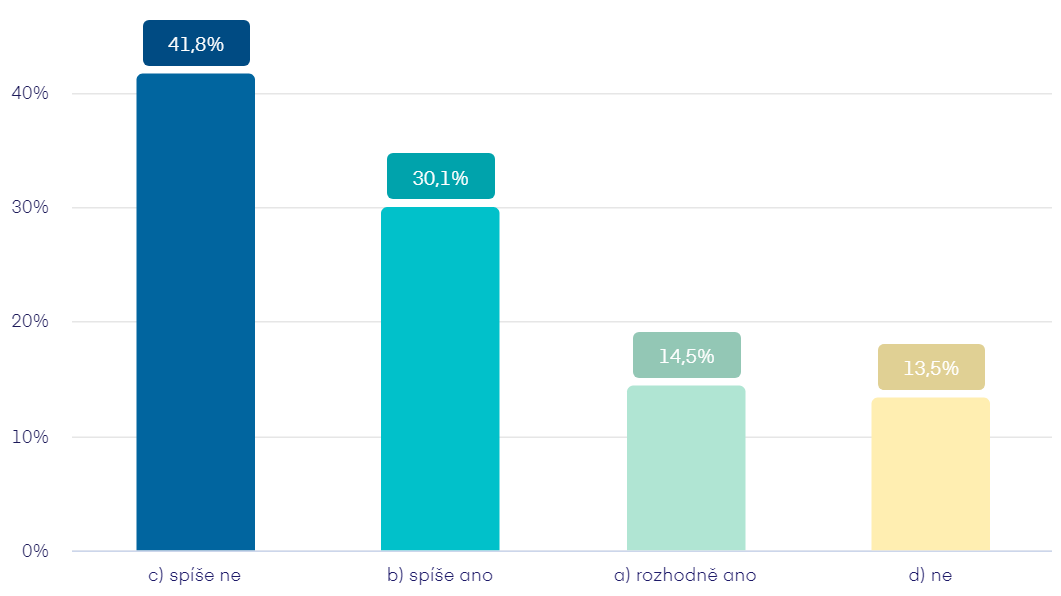 41,8%
40%
30,1%
30%
20%
14,5%
13,5%
10%
0%
c) spíše ne
b) spíše ano
a) rozhodně ano
d) ne